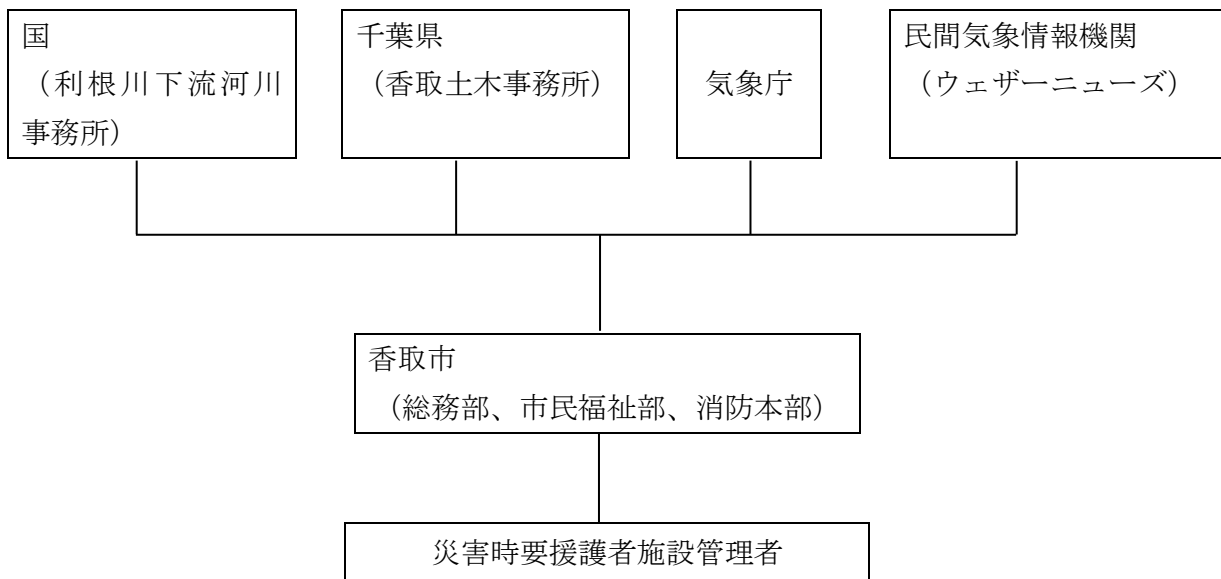 国
（利根川下流河川
事務所）
千葉県
（香取土木事務所）
気象庁
民間気象情報機関
（ウェザーニューズ）
香取市
（総務部、市民福祉部、消防本部）
災害時要援護者施設管理者